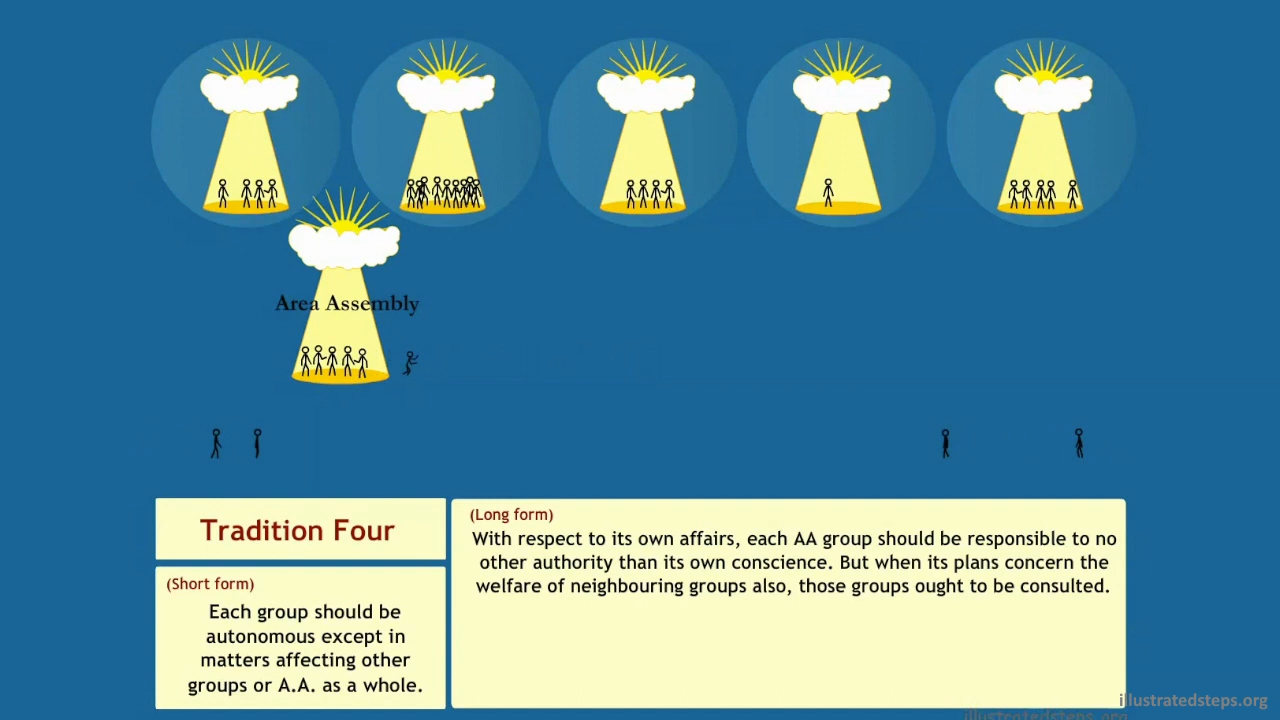 Area Assembly
Tradition Four
(Short form)
Each group should be
autonomous except in
matters affecting other
groups or A.A. as a whole.
(Long form)
With respect to its own affairs, each AA group should be responsible to no
other authority than its own conscience. But when its plans concern the
welfare of neighbouring groups also, those groups ought to be consulted.
illustratedsteps.org
illustratedsteps.org